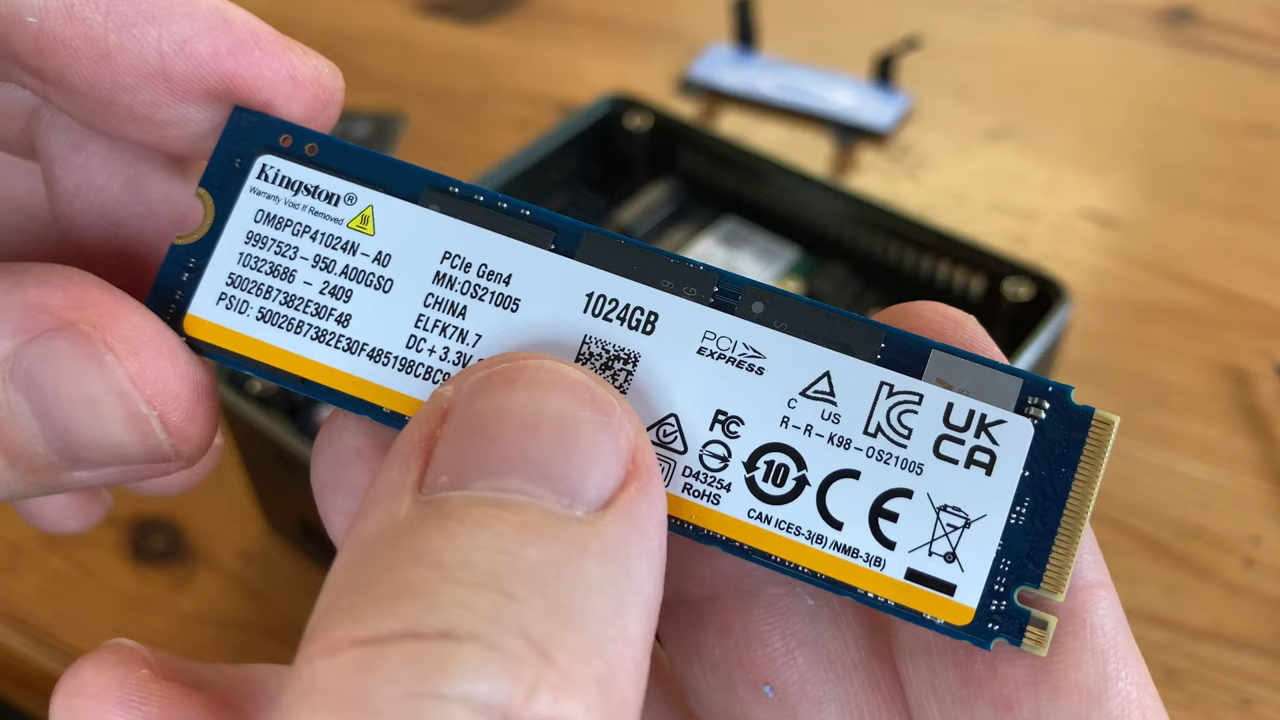 Kingston®
Warranty Void If Removed
OM8PGP41024N-A0
9997523-950.A00GSO
10323686 - 2409
50026B7382E30F48
PSID: 50026B7382E30F485198CBC9
PCIe Gen4
MN:OS21005
CHINA
ELFK7N.7
DC+3.3V
1024GB
PCI
EXPRESS
C US
R-R-K98-OS21005
FC
D43254
RoHS
10
CE
UK
CA
CAN ICES-3(B)/NMB-3(B)